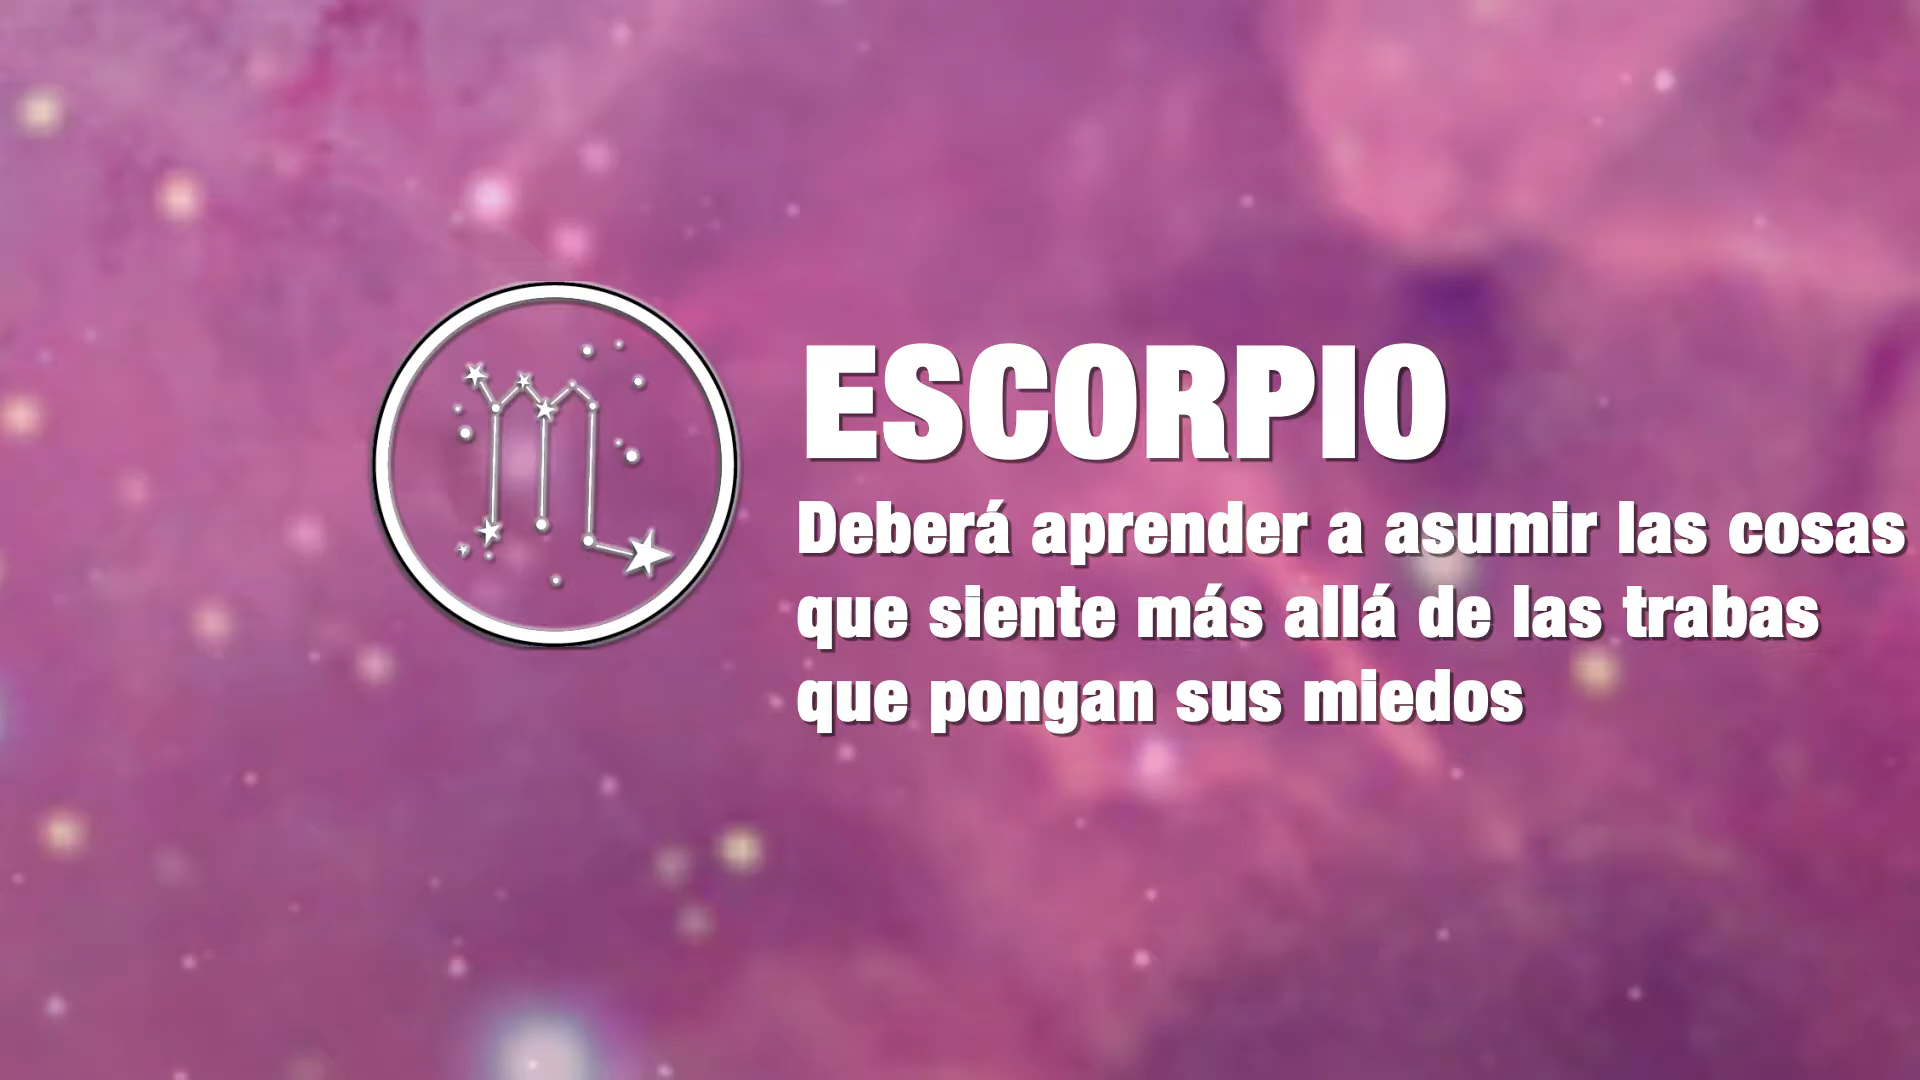 ESCORPIO
Deberá aprender a asumir las cosas
que siente más allá de las trabas
que pongan sus miedos